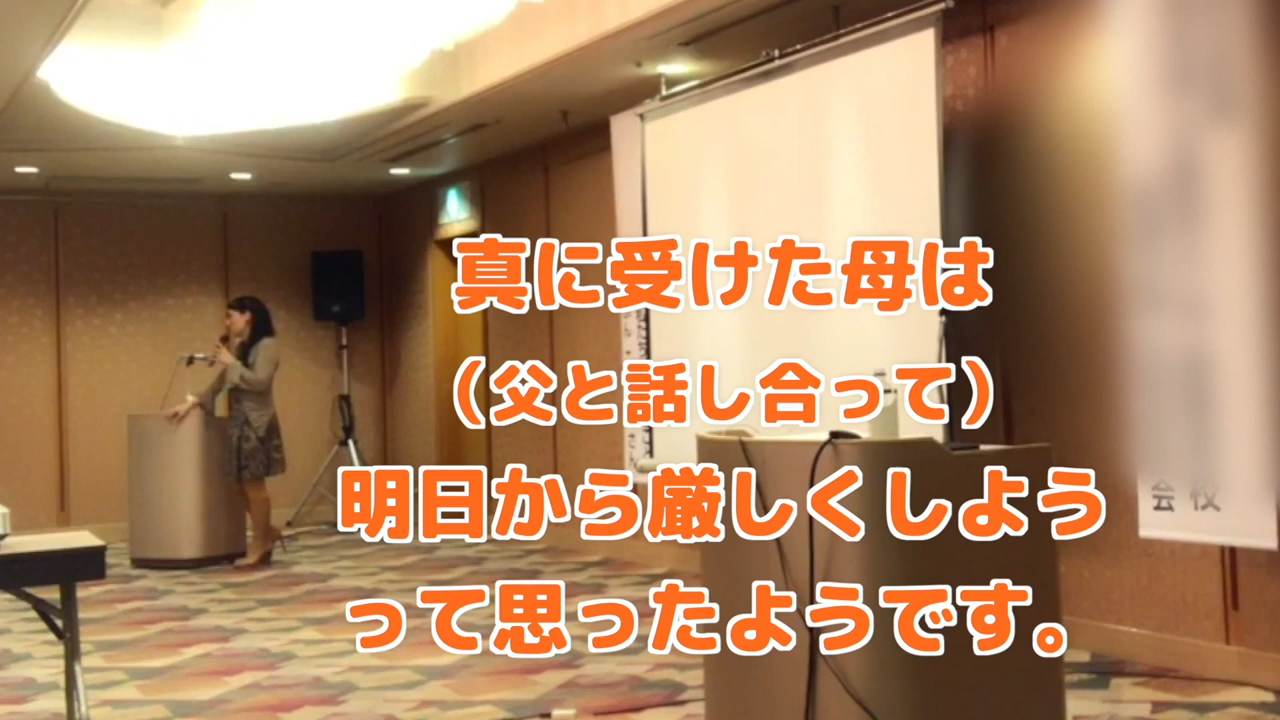 真に受けた母は
（父と話し合って）
明日から厳しくしよう
って思ったようです。
会 校